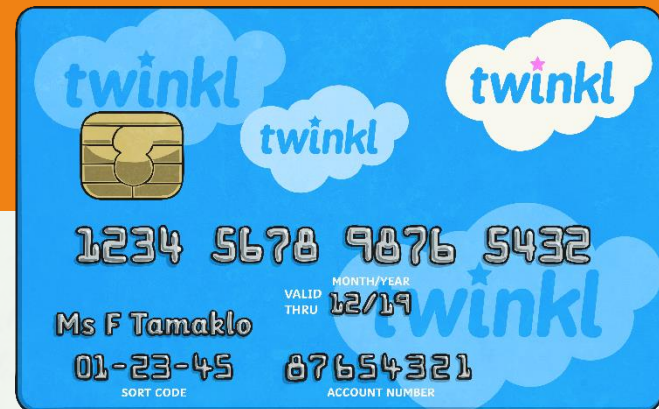 twinkl
twinkl
twinkl
1234 5678 9876 5432
MONTH/YEAR
VALID THRU 12/19
twinkl
Ms F Tamaklo
01-23-45 87654321
SORT CODE ACCOUNT NUMBER